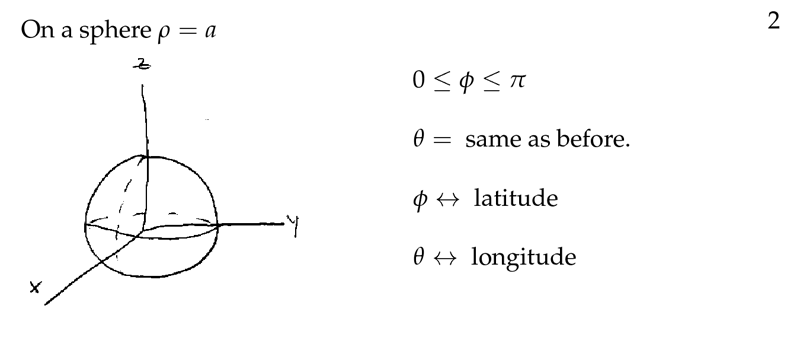 On a sphere ρ = a
2
z
y
x
0 ≤ ϕ ≤ π
θ = same as before.
ϕ ↔ latitude
θ ↔ longitude